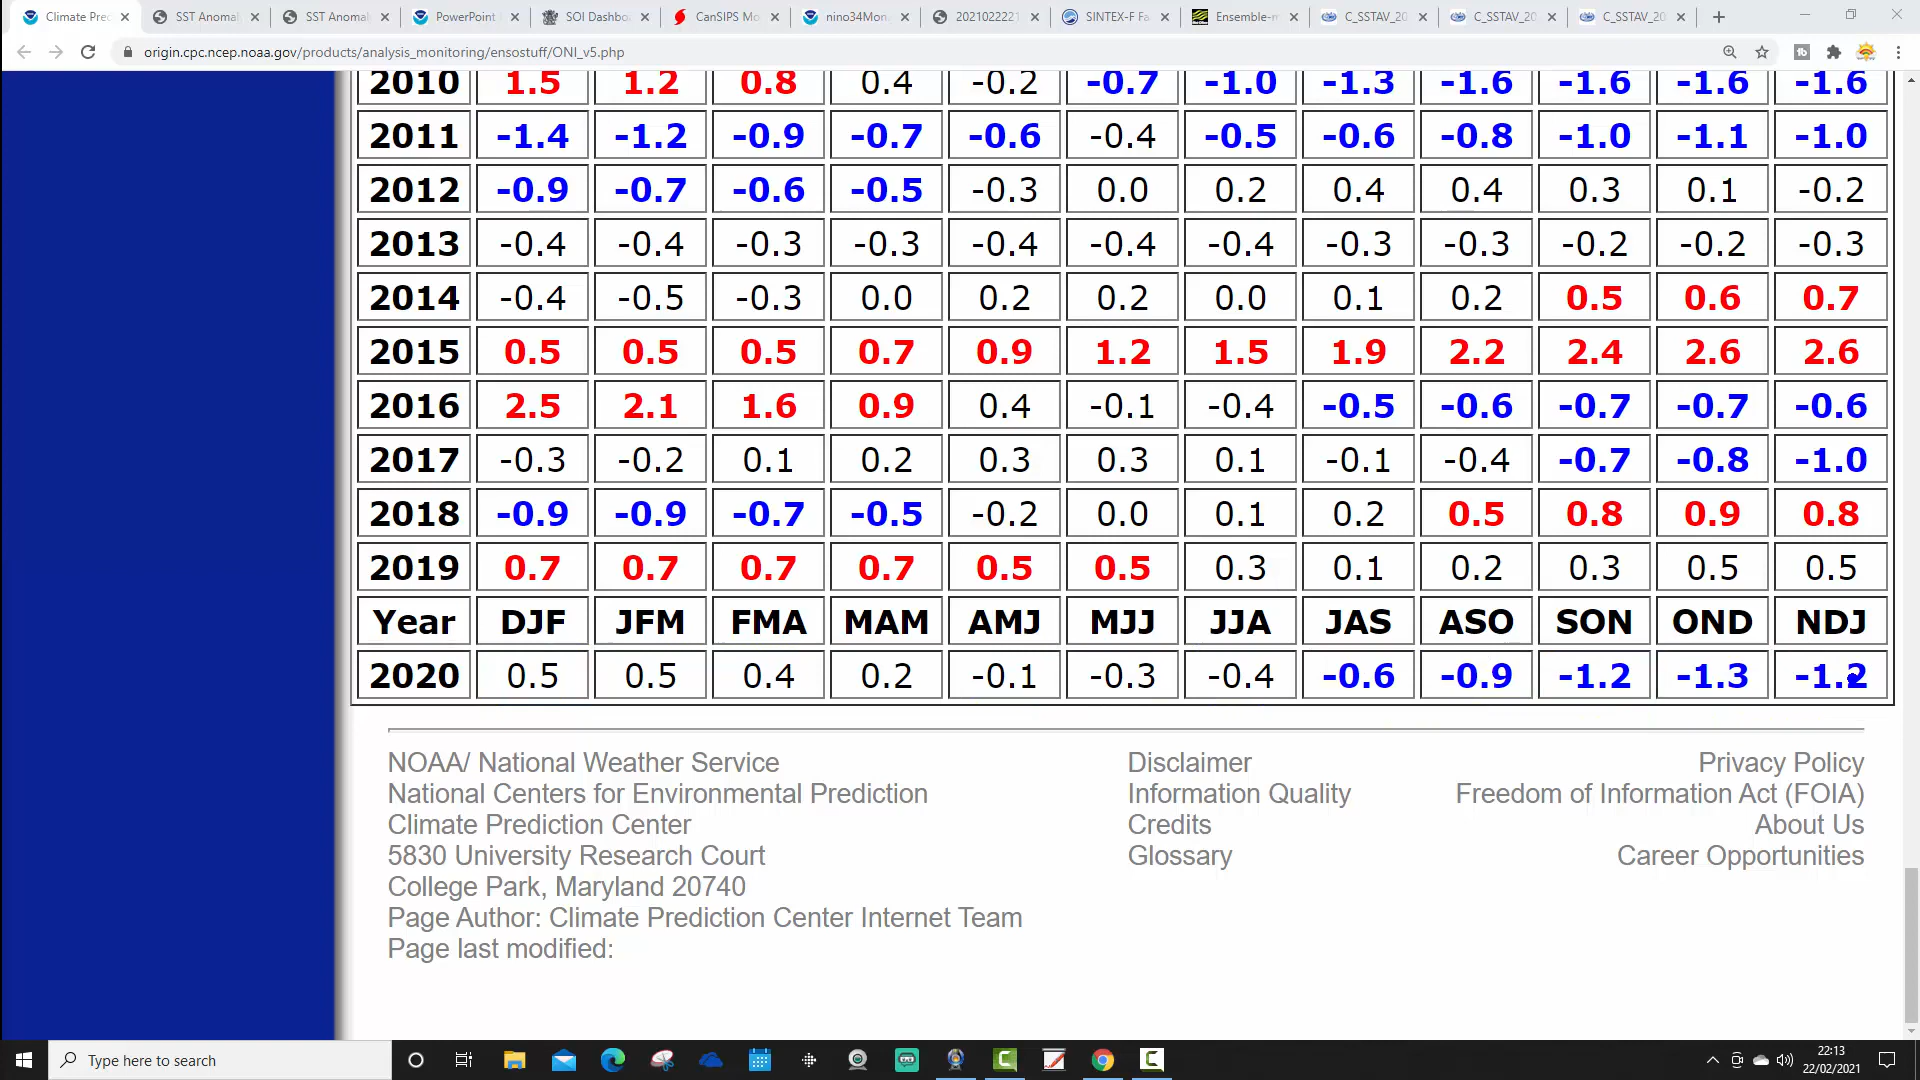 Climate Prec
SST Anomal
SST Anomal
PowerPoint
SOI Dashbo
CanSIPS Mo
nino34Mon
2021022221
SINTEX-F Fa
Ensemble-m
C_SSTAV_20
C_SSTAV_20
C_SSTAV_20
origin.cpc.ncep.noaa.gov/products/analysis_monitoring/ensostuff/ONI_v5.php
2010 1.5 1.2 0.8 0.4 -0.2 -0.7 -1.0 -1.3 -1.6 -1.6 -1.6 -1.6
2011 -1.4 -1.2 -0.9 -0.7 -0.6 -0.4 -0.5 -0.6 -0.8 -1.0 -1.1 -1.0
2012 -0.9 -0.7 -0.6 -0.5 -0.3 0.0 0.2 0.4 0.4 0.3 0.1 -0.2
2013 -0.4 -0.4 -0.3 -0.3 -0.4 -0.4 -0.4 -0.3 -0.3 -0.2 -0.2 -0.3
2014 -0.4 -0.5 -0.3 0.0 0.2 0.2 0.0 0.1 0.2 0.5 0.6 0.7
2015 0.5 0.5 0.5 0.7 0.9 1.2 1.5 1.9 2.2 2.4 2.6 2.6
2016 2.5 2.1 1.6 0.9 0.4 -0.1 -0.4 -0.5 -0.6 -0.7 -0.7 -0.6
2017 -0.3 -0.2 0.1 0.2 0.3 0.3 0.1 -0.1 -0.4 -0.7 -0.8 -1.0
2018 -0.9 -0.9 -0.7 -0.5 -0.2 0.0 0.1 0.2 0.5 0.8 0.9 0.8
2019 0.7 0.7 0.7 0.7 0.5 0.5 0.3 0.1 0.2 0.3 0.5 0.5
Year DJF JFM FMA MAM AMJ MJJ JJA JAS ASO SON OND NDJ
2020 0.5 0.5 0.4 0.2 -0.1 -0.3 -0.4 -0.6 -0.9 -1.2 -1.3 -1.2
NOAA/ National Weather Service
National Centers for Environmental Prediction
Climate Prediction Center
5830 University Research Court
College Park, Maryland 20740
Page Author: Climate Prediction Center Internet Team
Page last modified:
Disclaimer
Information Quality
Credits
Glossary
Privacy Policy
Freedom of Information Act (FOIA)
About Us
Career Opportunities
Type here to search
22:13
22/02/2021